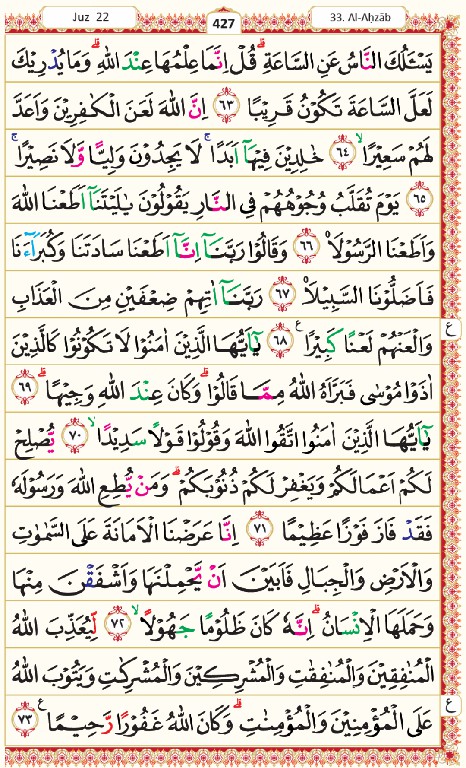 Juz 22
427
33. Al-Aḥzāb
يَسْـَٔلُكَ النَّاسُ عَنِ السَّاعَةِ ۖ قُلْ اِنَّمَا عِلْمُهَا عِنْدَ اللّٰهِ ۗ وَمَا يُدْرِيْكَ
لَعَلَّ السَّاعَةَ تَكُوْنُ قَرِيْبًا ۝٦٣ اِنَّ اللّٰهَ لَعَنَ الْكٰفِرِيْنَ وَاَعَدَّ
لَهُمْ سَعِيْرًا ۙ ۝٦٤ خٰلِدِيْنَ فِيْهَآ اَبَدًا ۚ لَا يَجِدُوْنَ وَلِيًّا وَّلَا نَصِيْرًا ۚ
۝٦٥ يَوْمَ تُقَلَّبُ وُجُوْهُهُمْ فِى النَّارِ يَقُوْلُوْنَ يٰلَيْتَنَآ اَطَعْنَا اللّٰهَ
وَاَطَعْنَا الرَّسُوْلَا۠ ۝٦٦ وَقَالُوْا رَبَّنَآ اِنَّآ اَطَعْنَا سَادَتَنَا وَكُبَرَآءَنَا
فَاَضَلُّوْنَا السَّبِيْلَا۠ ۝٦٧ رَبَّنَآ اٰتِهِمْ ضِعْفَيْنِ مِنَ الْعَذَابِ
وَالْعَنْهُمْ لَعْنًا كَبِيْرًا ࣖ ۝٦٨ يٰٓاَيُّهَا الَّذِيْنَ اٰمَنُوْا لَا تَكُوْنُوْا كَالَّذِيْنَ
ع
اٰذَوْا مُوْسٰى فَبَرَّاَهُ اللّٰهُ مِمَّا قَالُوْا ۗ وَكَانَ عِنْدَ اللّٰهِ وَجِيْهًا ۗ ۝٦٩
يٰٓاَيُّهَا الَّذِيْنَ اٰمَنُوا اتَّقُوا اللّٰهَ وَقُوْلُوْا قَوْلًا سَدِيْدًا ۙ ۝٧٠ يُّصْلِحْ
لَكُمْ اَعْمَالَكُمْ وَيَغْفِرْ لَكُمْ ذُنُوْبَكُمْ ۗ وَمَنْ يُّطِعِ اللّٰهَ وَرَسُوْلَهٗ
فَقَدْ فَازَ فَوْزًا عَظِيْمًا ۝٧١ اِنَّا عَرَضْنَا الْاَمَانَةَ عَلَى السَّمٰوٰتِ
وَالْاَرْضِ وَالْجِبَالِ فَاَبَيْنَ اَنْ يَّحْمِلْنَهَا وَاَشْفَقْنَ مِنْهَا
وَحَمَلَهَا الْاِنْسَانُ ۗ اِنَّهٗ كَانَ ظَلُوْمًا جَهُوْلًا ۙ ۝٧٢ لِّيُعَذِّبَ اللّٰهُ
الْمُنٰفِقِيْنَ وَالْمُنٰفِقٰتِ وَالْمُشْرِكِيْنَ وَالْمُشْرِكٰتِ وَيَتُوْبَ اللّٰهُ
عَلَى الْمُؤْمِنِيْنَ وَالْمُؤْمِنٰتِ ۗ وَكَانَ اللّٰهُ غَفُوْرًا رَّحِيْمًا ࣖ ۝٧٣
ع